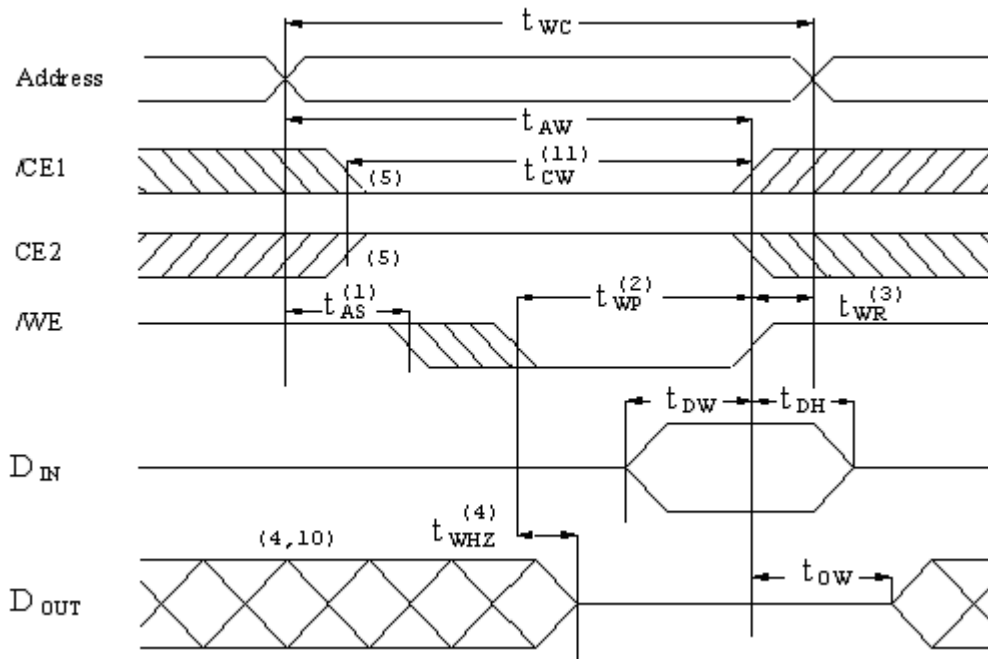 t WC
Address
t AW
/CE1
(5)
t CW (11)
CE2
(5)
t AS (1)
t WP (2)
t WR (3)
/WE
t DW
t DH
D IN
(4,10)
t WHZ (4)
t OW
D OUT